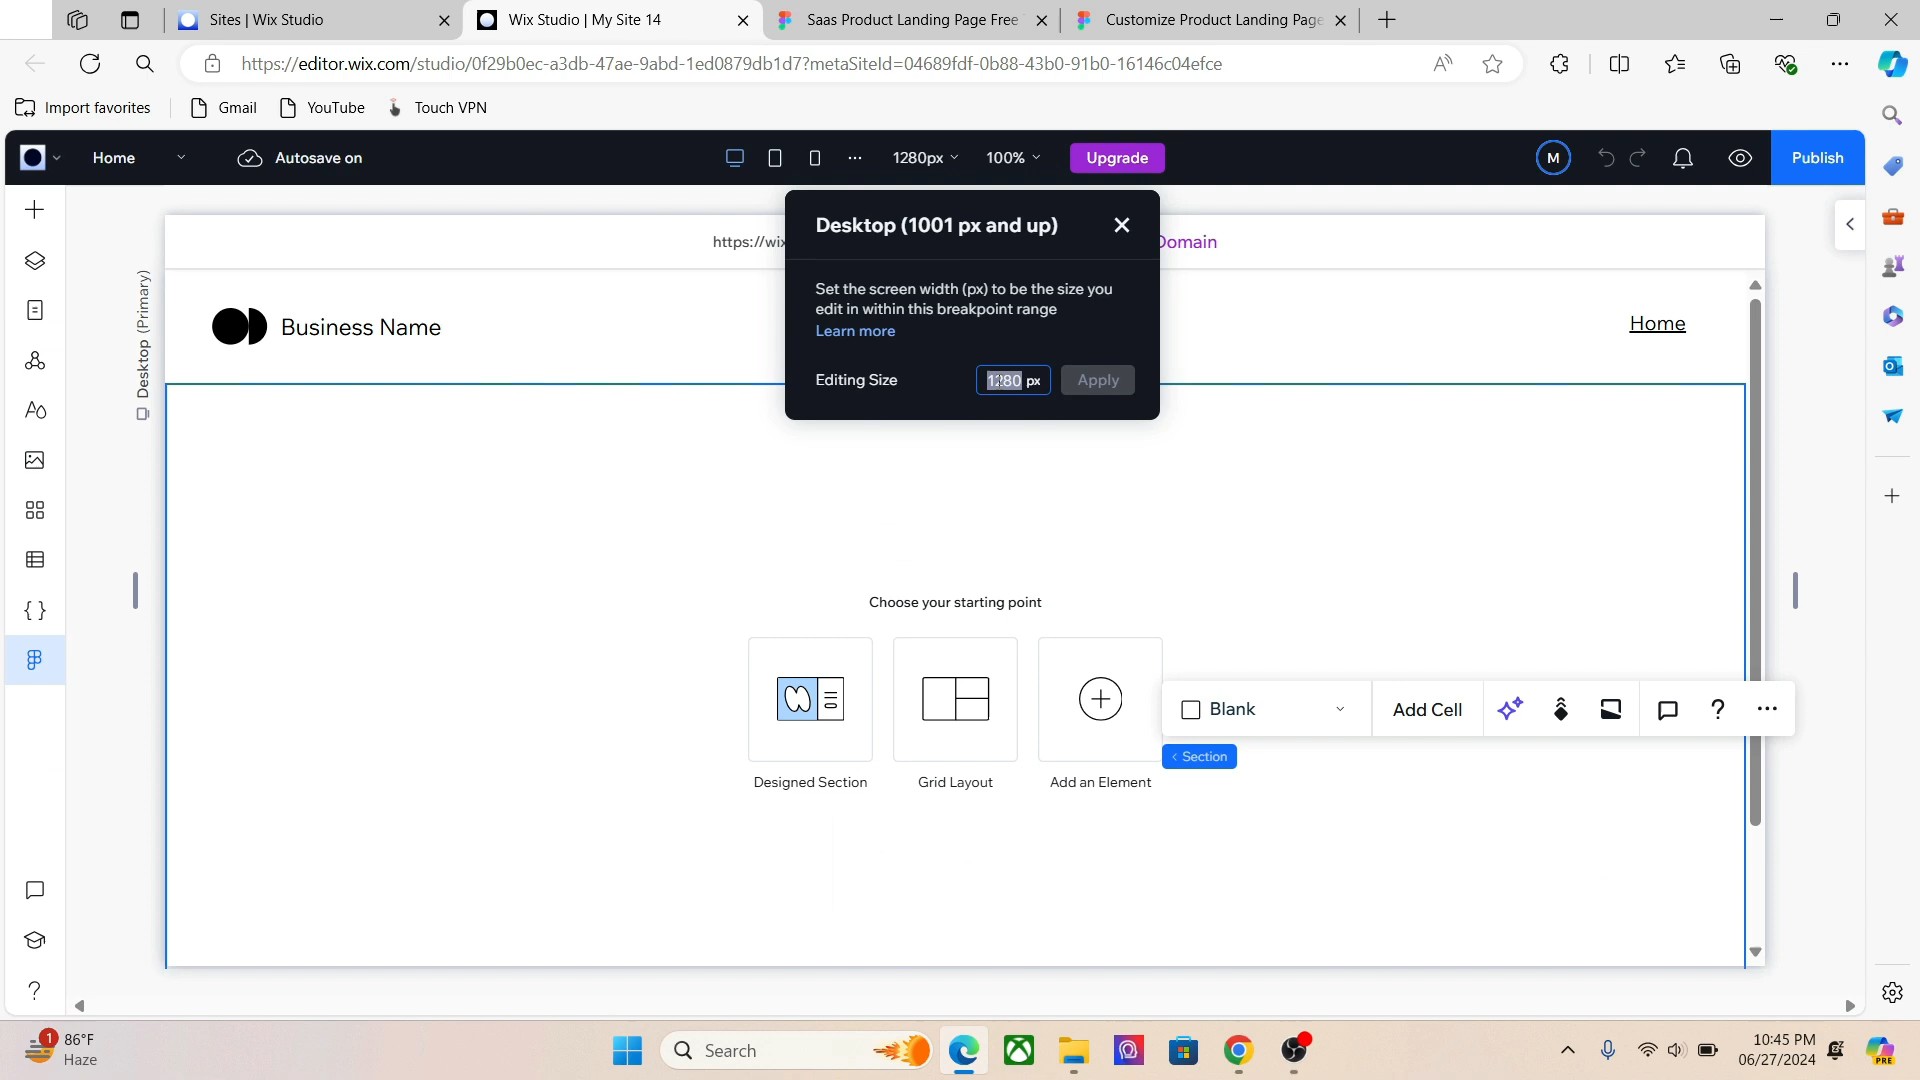 Sites | Wix Studio
Wix Studio | My Site 14
Saas Product Landing Page Free
Customize Product Landing Page
https://editor.wix.com/studio/0f29b0ec-a3db-47ae-9abd-1ed0879db1d7?metaSiteId=04689fdf-0b88-43b0-91b0-16146c04efce
Import favorites
Gmail
YouTube
Touch VPN
Home
Autosave on
1280px
100%
Upgrade
M
Publish
Desktop (1001 px and up)
https://wix
Domain
Desktop (Primary)
Set the screen width (px) to be the size you
edit in within this breakpoint range
Learn more
Business Name
Home
Editing Size
1280 px
Apply
Choose your starting point
Blank
Add Cell
Section
Designed Section
Grid Layout
Add an Element
1
86°F
Haze
Search
10:45 PM
06/27/2024
PRE